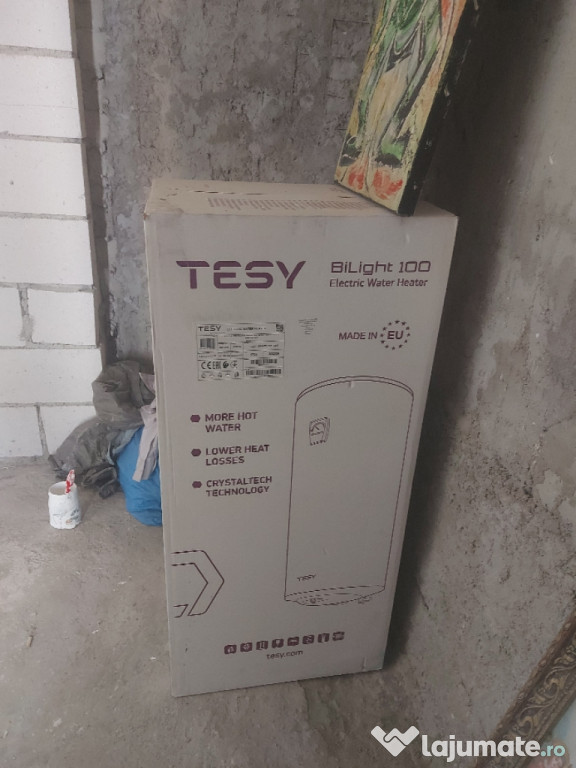 TESY
BiLight 100
Electric Water Heater
TESY
MADE IN EU
MORE HOT
WATER
LOWER HEAT
LOSSES
CRYSTALTECH
TECHNOLOGY
TESY
tesy.com
lajumate.ro